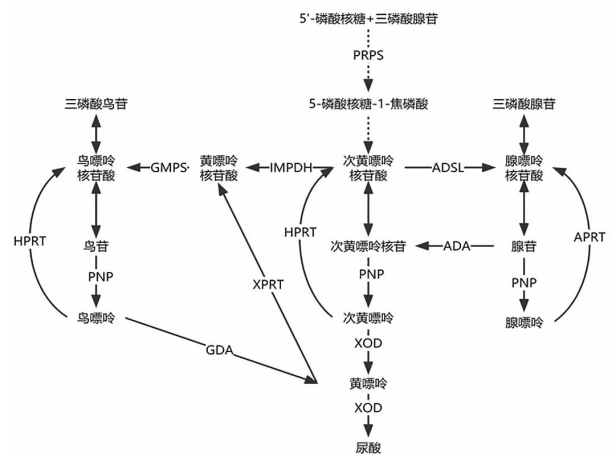 5'-磷酸核糖+三磷酸腺苷
PRPS
三磷酸鸟苷
5-磷酸核糖-1-焦磷酸
三磷酸腺苷
鸟嘌呤
核苷酸
GMPS
黄嘌呤
核苷酸
IMPDH
次黄嘌呤
核苷酸
ADSL
腺嘌呤
核苷酸
HPRT
鸟苷
HPRT
次黄嘌呤核苷
ADA
腺苷
APRT
PNP
XPRT
PNP
PNP
鸟嘌呤
次黄嘌呤
腺嘌呤
GDA
XOD
黄嘌呤
XOD
尿酸